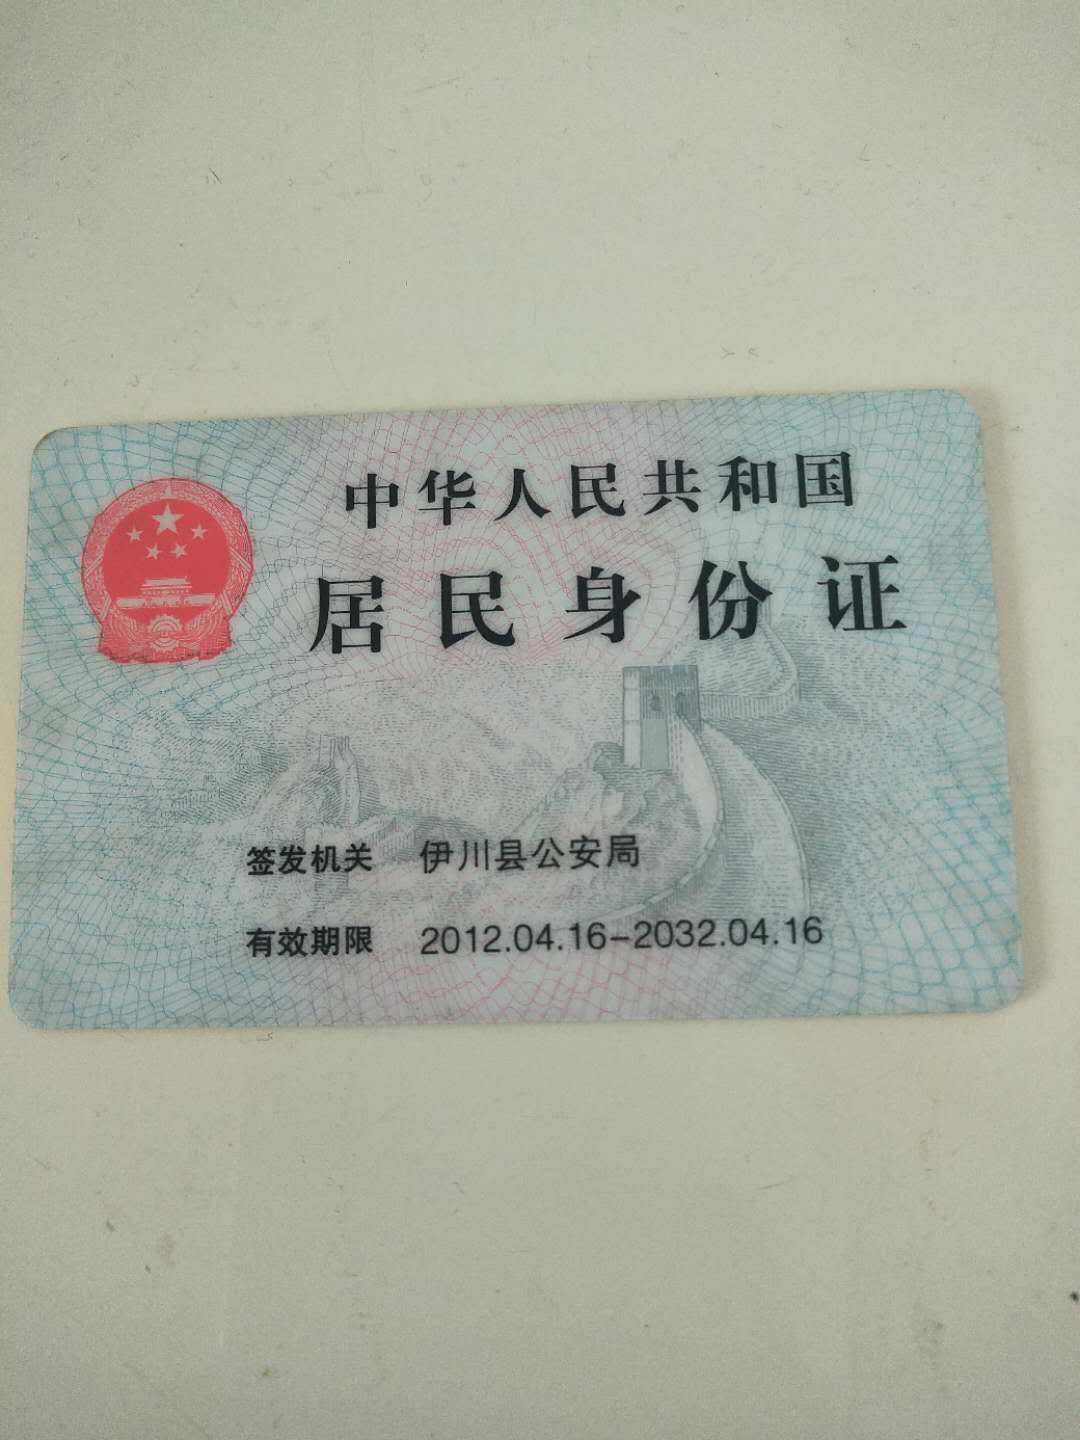 中华人民共和国
居民身份证
签发机关 伊川县公安局
有效期限 2012.04.16-2032.04.16